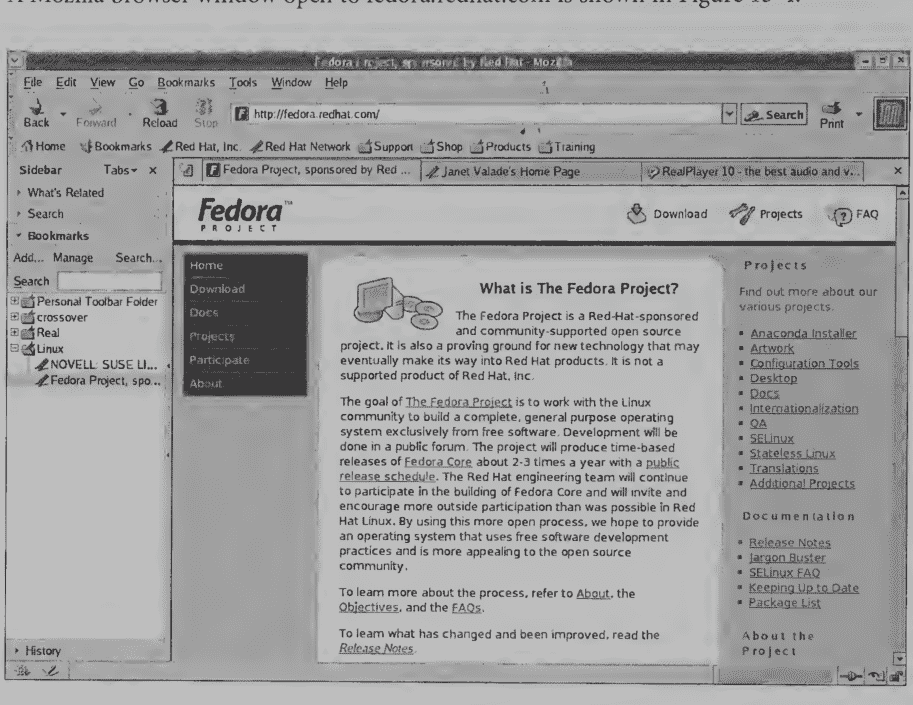 A Mozilla browser window open to fedora.redhat.com is shown in Figure 15-1.
Fedora Project, sponsored by Red Hat - Mozilla
File Edit View Go Bookmarks Tools Window Help
Back Forward Reload Stop http://fedora.redhat.com/ Search Print
Home Bookmarks Red Hat, Inc. Red Hat Network Support Shop Products Training
Sidebar Tabs x
Fedora Project, sponsored by Red ... Janet Valade's Home Page RealPlayer 10 - the best audio and v... x
What's Related
Search
Bookmarks
Add... Manage Search...
Search
Personal Toolbar Folder
crossover
Real
Linux
NOVELL: SUSE LI...
Fedora Project, spo...
History
Fedora™
PROJECT
Download Projects FAQ
Home
Download
Docs
Projects
Participate
About
What is The Fedora Project?
The Fedora Project is a Red-Hat-sponsored
and community-supported open source
project. It is also a proving ground for new technology that may
eventually make its way into Red Hat products. It is not a
supported product of Red Hat, Inc.
The goal of The Fedora Project is to work with the Linux
community to build a complete, general purpose operating
system exclusively from free software. Development will be
done in a public forum. The project will produce time-based
releases of Fedora Core about 2-3 times a year with a public
release schedule. The Red Hat engineering team will continue
to participate in the building of Fedora Core and will invite and
encourage more outside participation than was possible in Red
Hat Linux. By using this more open process, we hope to provide
an operating system that uses free software development
practices and is more appealing to the open source
community.
To learn more about the process, refer to About, the
Objectives, and the FAQs.
To learn what has changed and been improved, read the
Release Notes.
Projects
Find out more about our
various projects.
Anaconda Installer
Artwork
Configuration Tools
Desktop
Docs
Internationalization
QA
SELinux
Stateless Linux
Translations
Additional Projects
Documentation
Release Notes
Jargon Buster
SELinux FAQ
Keeping Up to Date
Package List
About the
Project